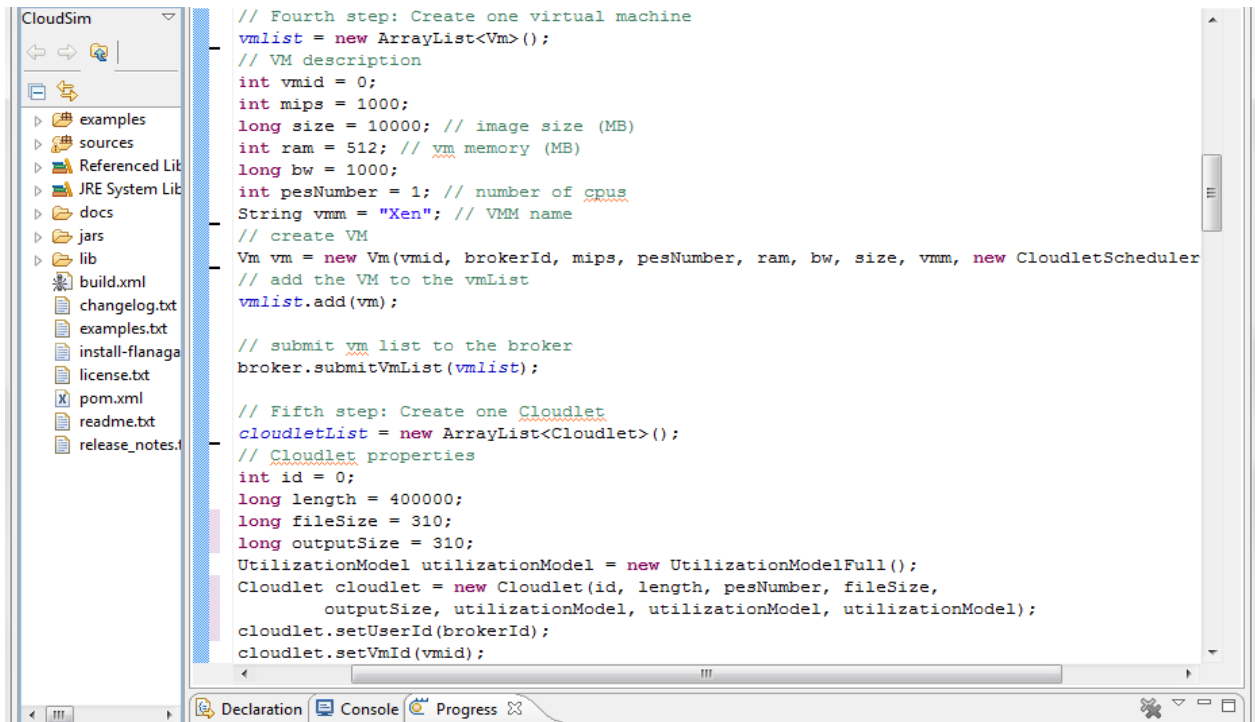 CloudSim
examples
sources
Referenced Lib
JRE System Lib
docs
jars
lib
build.xml
changelog.txt
examples.txt
install-flanaga
license.txt
pom.xml
readme.txt
release_notes.t
// Fourth step: Create one virtual machine
vmlist = new ArrayList<Vm>();
// VM description
int vmid = 0;
int mips = 1000;
long size = 10000; // image size (MB)
int ram = 512; // vm memory (MB)
long bw = 1000;
int pesNumber = 1; // number of cpus
String vmm = "Xen"; // VMM name
// create VM
Vm vm = new Vm(vmid, brokerId, mips, pesNumber, ram, bw, size, vmm, new CloudletScheduler
// add the VM to the vmList
vmlist.add(vm);
// submit vm list to the broker
broker.submitVmList(vmlist);
// Fifth step: Create one Cloudlet
cloudletList = new ArrayList<Cloudlet>();
// Cloudlet properties
int id = 0;
long length = 400000;
long fileSize = 310;
long outputSize = 310;
UtilizationModel utilizationModel = new UtilizationModelFull();
Cloudlet cloudlet = new Cloudlet(id, length, pesNumber, fileSize,
outputSize, utilizationModel, utilizationModel, utilizationModel);
cloudlet.setUserId(brokerId);
cloudlet.setVmId(vmid);
Declaration Console Progress